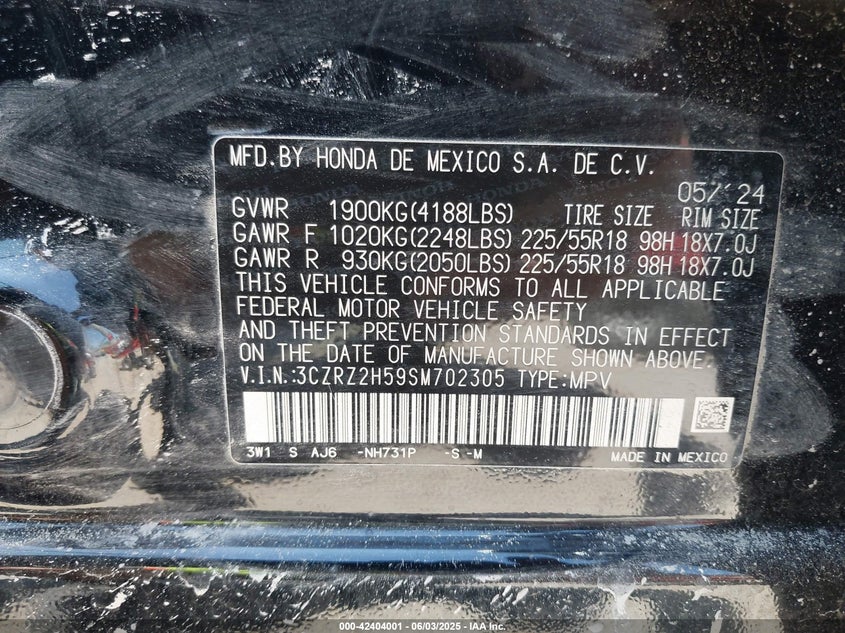 MFD.BY HONDA DE MEXICO S.A. DE C.V.
05/'24
GVWR 1900KG(4188LBS) TIRE SIZE RIM SIZE
GAWR F 1020KG(2248LBS) 225/55R18 98H 18X7.0J
GAWR R 930KG(2050LBS) 225/55R18 98H 18X7.0J
THIS VEHICLE CONFORMS TO ALL APPLICABLE
FEDERAL MOTOR VEHICLE SAFETY
AND THEFT PREVENTION STANDARDS IN EFFECT
ON THE DATE OF MANUFACTURE SHOWN ABOVE.
V.I.N:3CZRZ2H59SM702305 TYPE:MPV
3W1 S AJ6 -NH731P -S -M MADE IN MEXICO
000-42404001 - 06/03/2025 - IAA Inc.